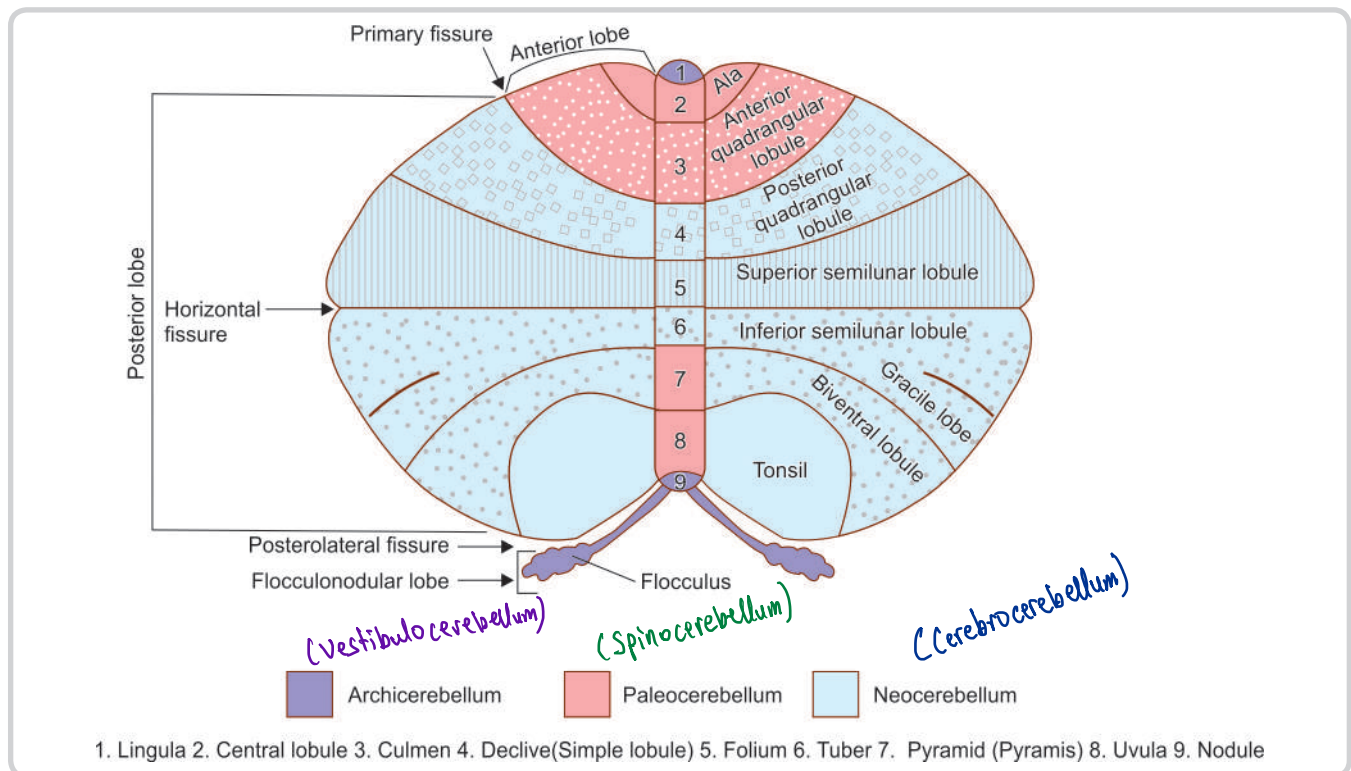 Primary fissure
Anterior lobe
1
Ala
2
Anterior
quadrangular
lobule
3
Posterior
quadrangular
lobule
4
Superior semilunar lobule
5
Posterior lobe
Horizontal
fissure
6
Inferior semilunar lobule
7
Gracile lobe
Biventral lobule
8
Tonsil
9
Posterolateral fissure
Flocculonodular lobe
Flocculus
(Vestibulocerebellum)
(Spinocerebellum)
(Cerebrocerebellum)
Archicerebellum
Paleocerebellum
Neocerebellum
1. Lingula 2. Central lobule 3. Culmen 4. Declive(Simple lobule) 5. Folium 6. Tuber 7. Pyramid (Pyramis) 8. Uvula 9. Nodule